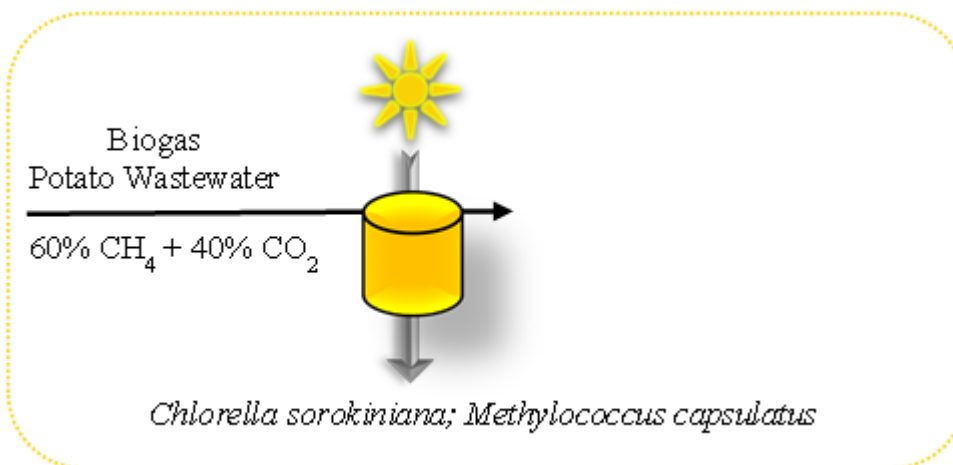 Biogas
Potato Wastewater
60% CH₄ + 40% CO₂
Chlorella sorokiniana; Methylococcus capsulatus